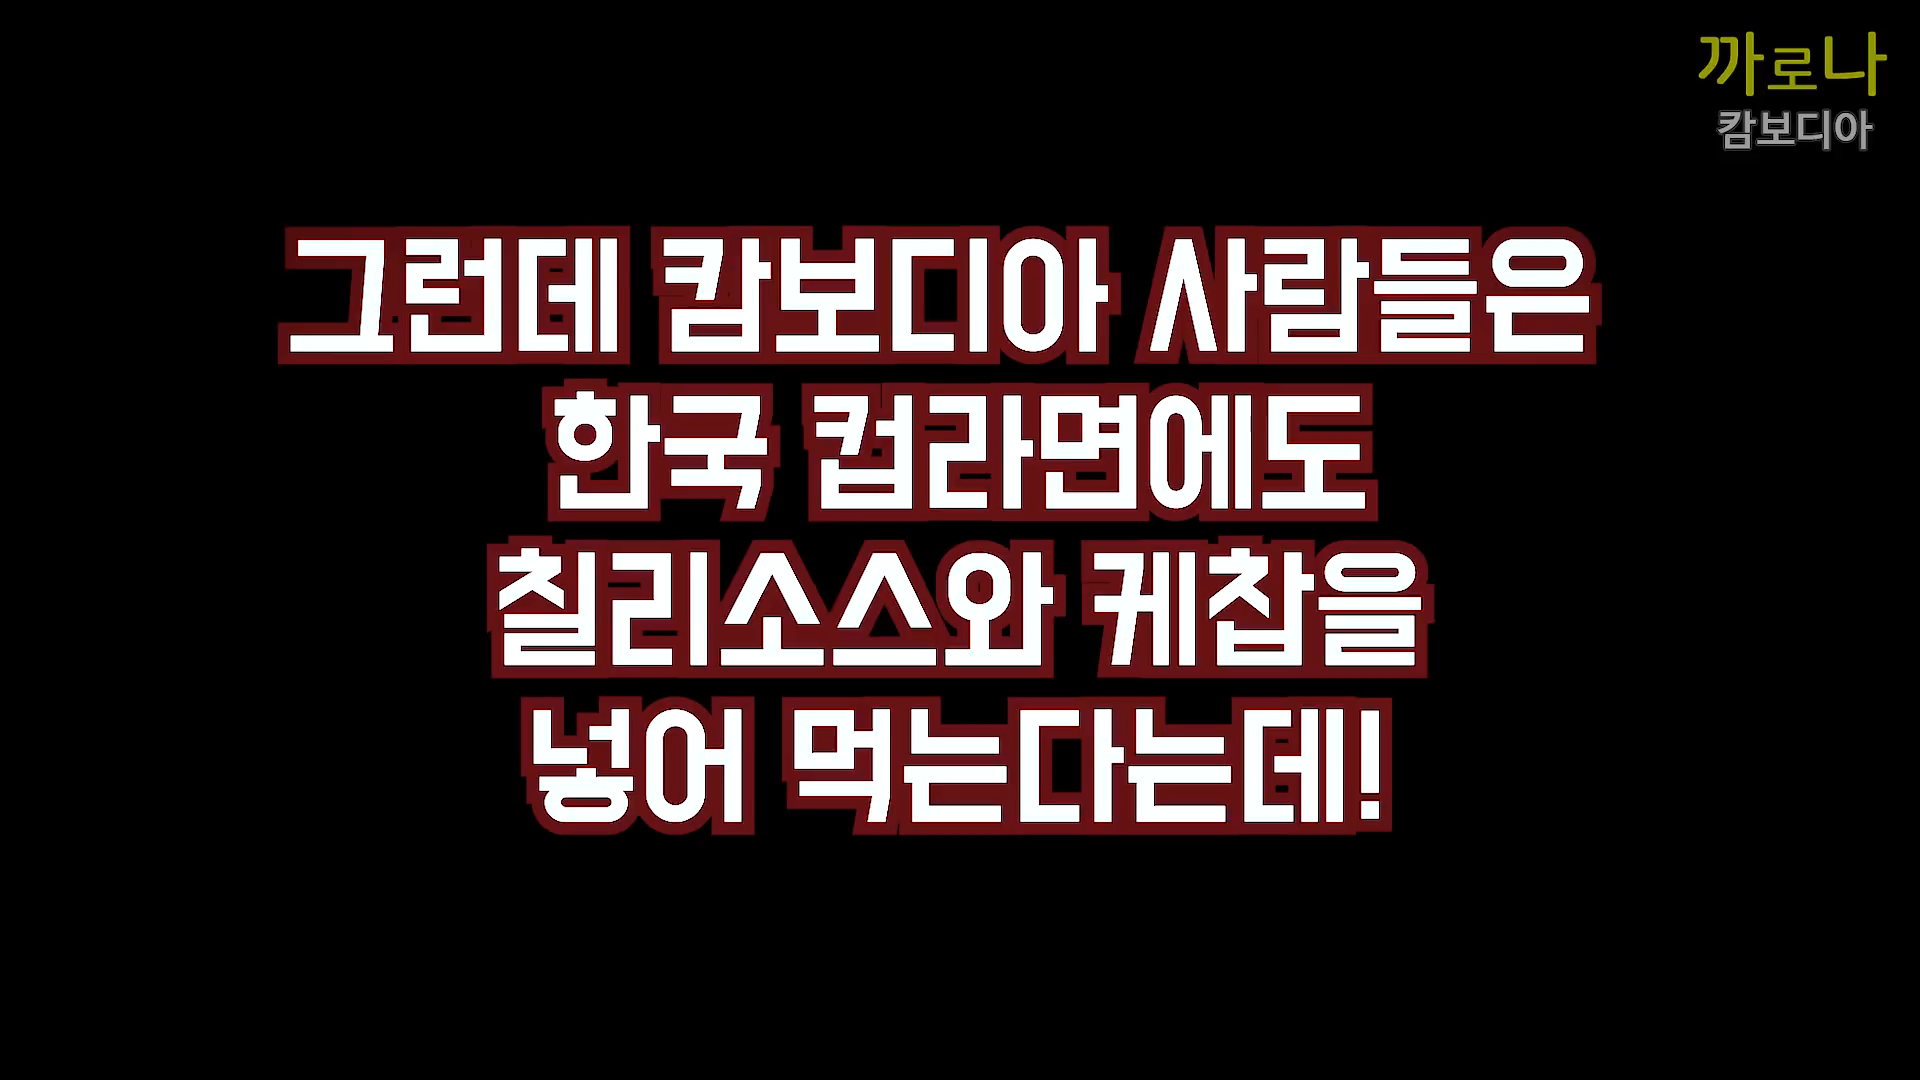 까로나
캄보디아
그런데 캄보디아 사람들은
한국 컵라면에도
칠리소스와 케찹을
넣어 먹는다는데!